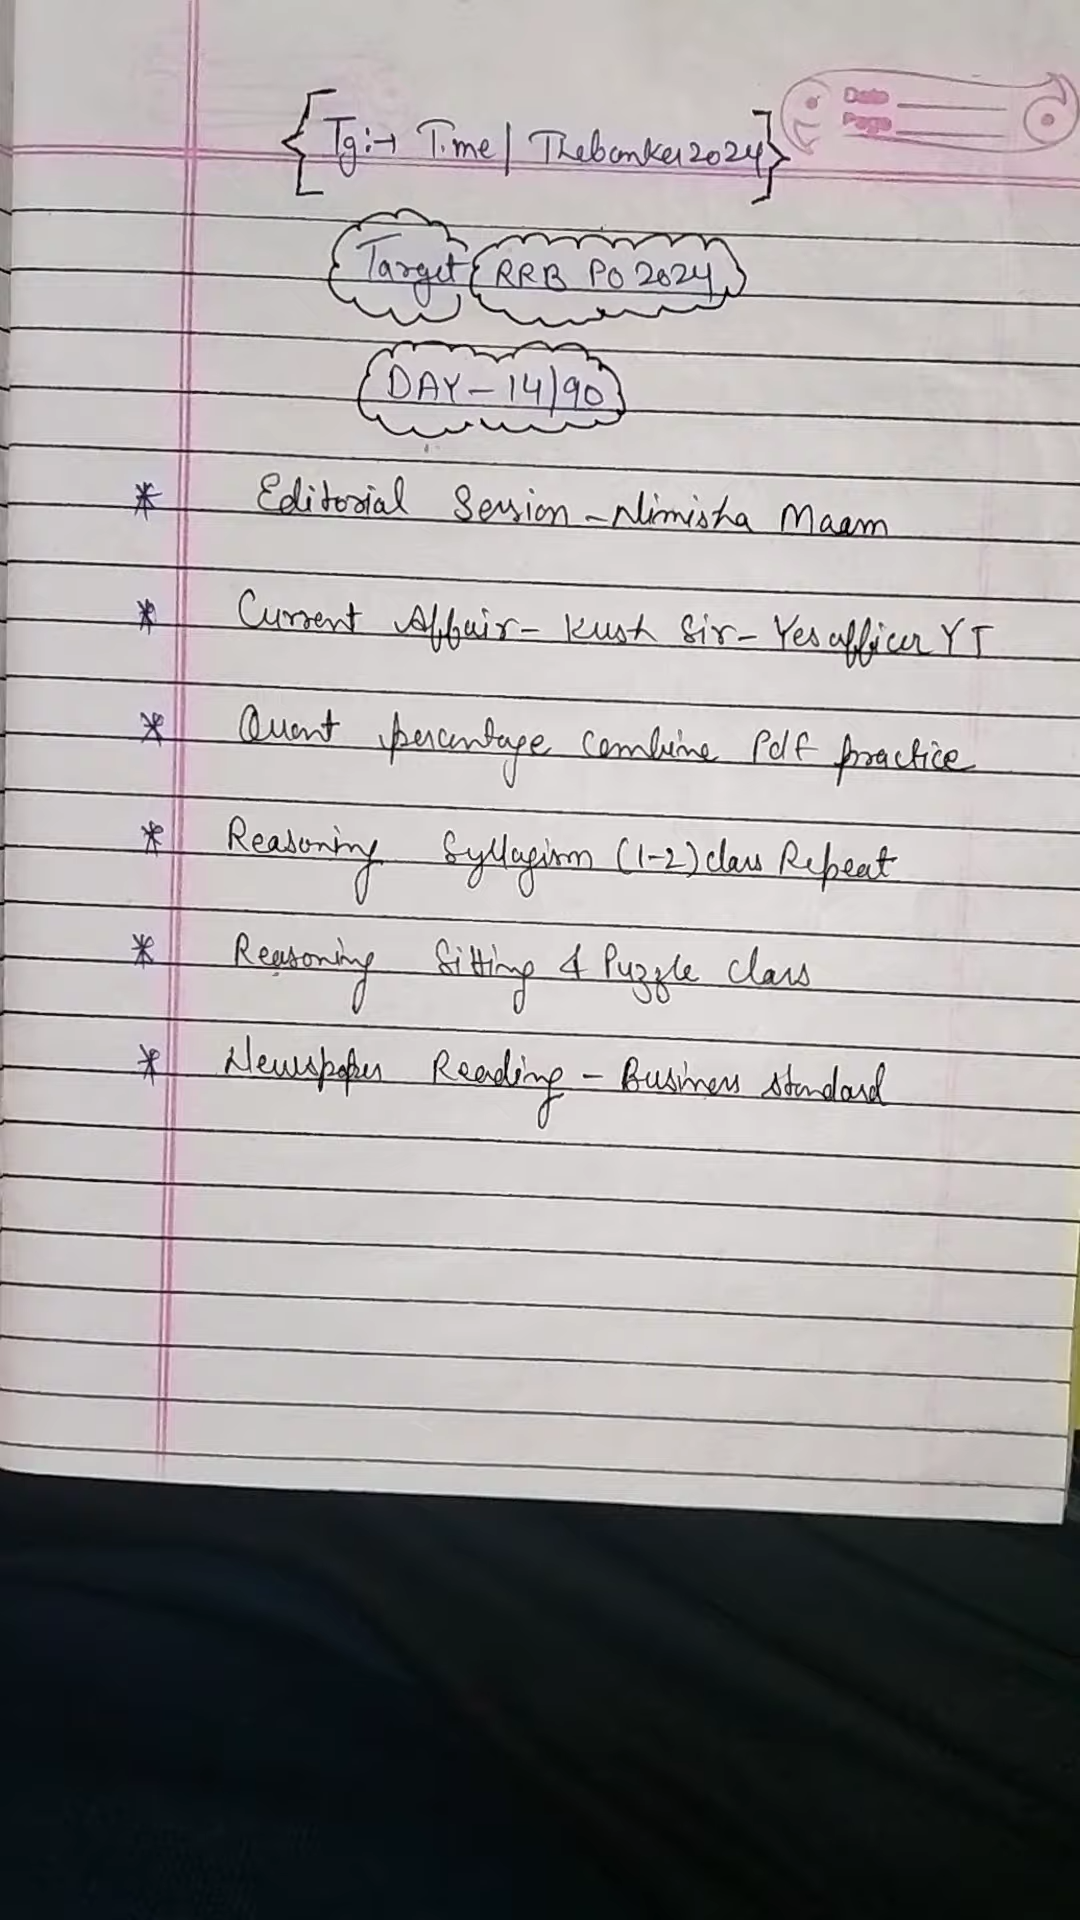 Tg:→ Time | Thebanker2024
Date
Page
Target RRB PO 2024
DAY - 14/90
* Editorial Session - Nimisha Maam
* Current Affair - Kush Sir - Yes officer YT
* Quant percentage combine Pdf practice
* Reasoning Syllagism (1-2) class Repeat
* Reasoning Sitting & Puzzle class
* Newspaper Reading - Business standard